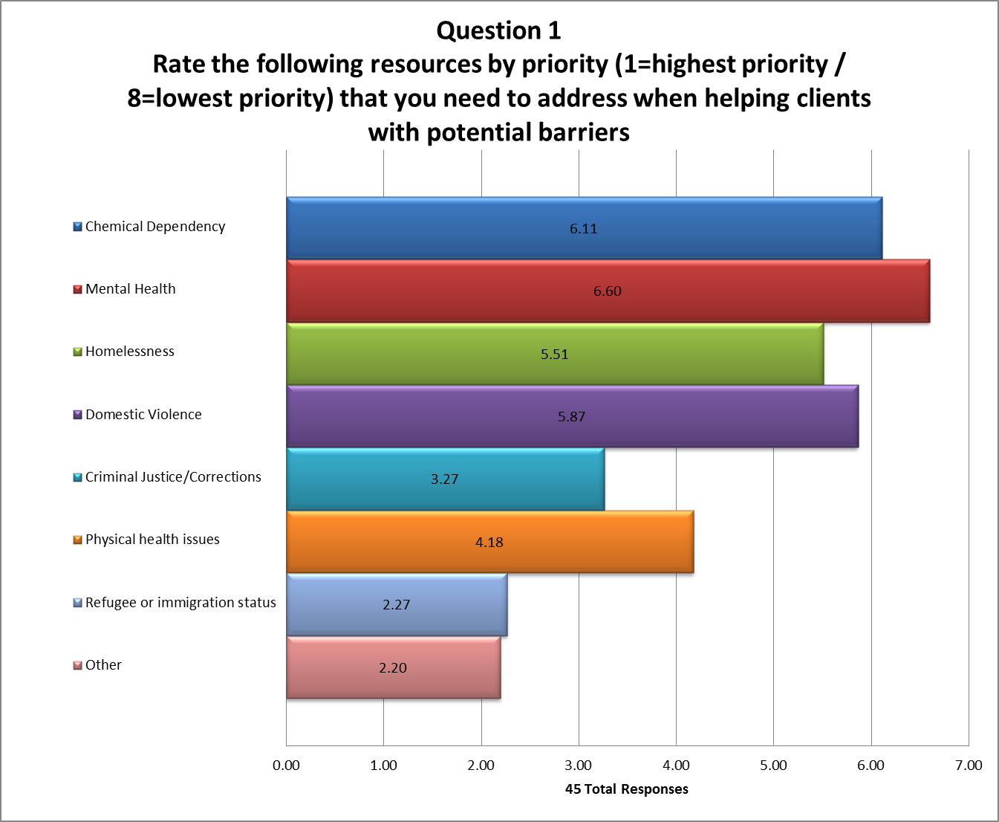 Question 1
Rate the following resources by priority (1=highest priority /
8=lowest priority) that you need to address when helping clients
with potential barriers
Chemical Dependency
6.11
Mental Health
6.60
Homelessness
5.51
Domestic Violence
5.87
Criminal Justice/Corrections
3.27
Physical health issues
4.18
Refugee or immigration status
2.27
Other
2.20
0.00 1.00 2.00 3.00 4.00 5.00 6.00 7.00
45 Total Responses